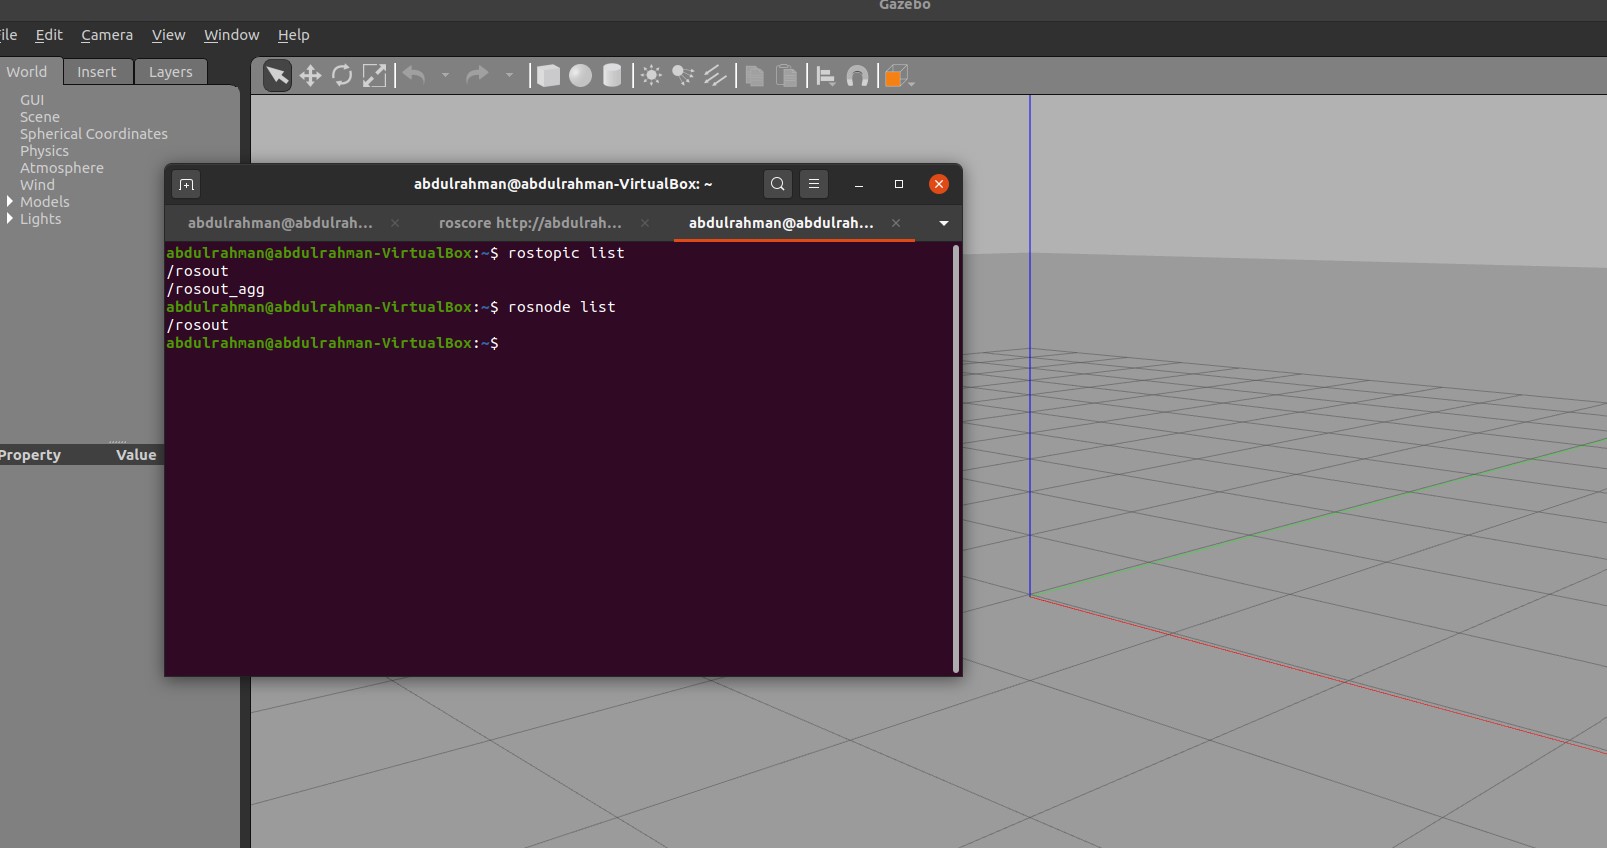 Gazebo
ile Edit Camera View Window Help
World Insert Layers
GUI
Scene
Spherical Coordinates
Physics
Atmosphere
Wind
Models
Lights
Property Value
abdulrahman@abdulrahman-VirtualBox: ~
abdulrahman@abdulrah... roscore http://abdulrah... abdulrahman@abdulrah...
abdulrahman@abdulrahman-VirtualBox:~$ rostopic list
/rosout
/rosout_agg
abdulrahman@abdulrahman-VirtualBox:~$ rosnode list
/rosout
abdulrahman@abdulrahman-VirtualBox:~$